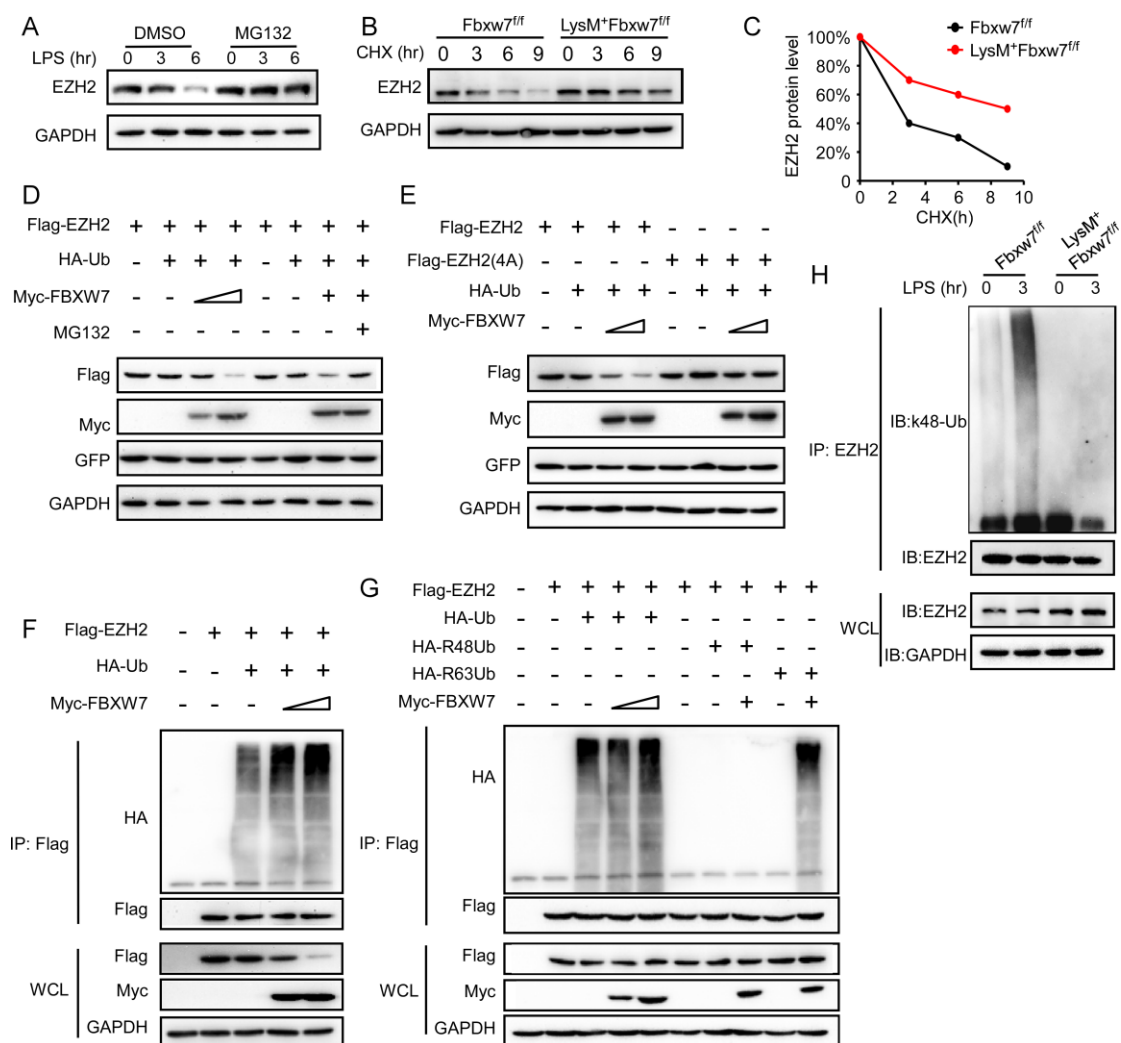 A
DMSO MG132
LPS (hr) 0 3 6 0 3 6
EZH2
GAPDH
B
Fbxw7f/f LysM+Fbxw7f/f
CHX (hr) 0 3 6 9 0 3 6 9
EZH2
GAPDH
C
Fbxw7f/f
LysM+Fbxw7f/f
EZH2 protein level
100%
80%
60%
40%
20%
0
0 2 4 6 8 10
CHX(h)
D
Flag-EZH2 + + + + + + + +
HA-Ub - + + + - + + +
Myc-FBXW7 - - - - + +
MG132 - - - - - - - +
Flag
Myc
GFP
GAPDH
E
Flag-EZH2 + + + + - - - -
Flag-EZH2(4A) - - - - + + + +
HA-Ub - + + + - + + +
Myc-FBXW7 - - - -
Flag
Myc
GFP
GAPDH
F
Flag-EZH2 - + + + +
HA-Ub - - + + +
Myc-FBXW7 - - -
IP: Flag
HA
Flag
WCL
Flag
Myc
GAPDH
G
Flag-EZH2 - + + + + + + + + +
HA-Ub - - + + + - - - - -
HA-R48Ub - - - - - - + + - -
HA-R63Ub - - - - - - - - + +
Myc-FBXW7 - - - - - + - +
IP: Flag
HA
Flag
WCL
Flag
Myc
GAPDH
H
Fbxw7f/f
LysM+
Fbxw7f/f
LPS (hr) 0 3 0 3
IP: EZH2
IB:k48-Ub
IB:EZH2
WCL
IB:EZH2
IB:GAPDH